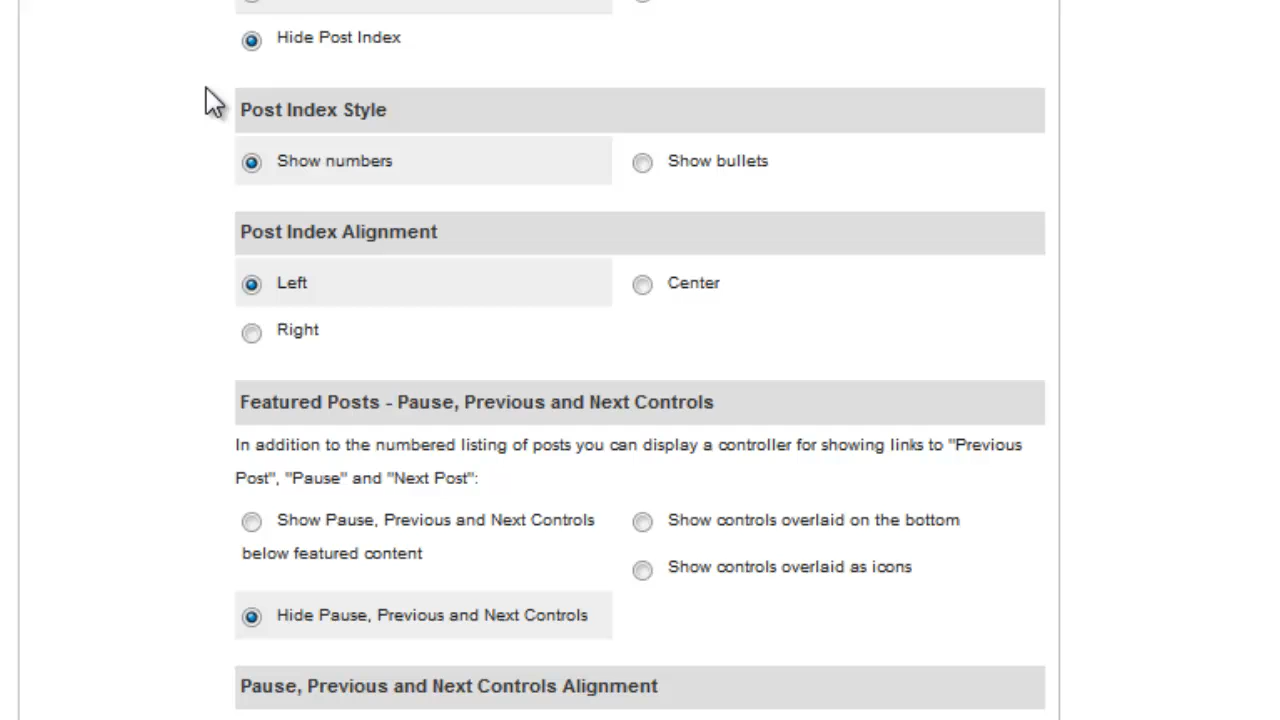 Hide Post Index
Post Index Style
Show numbers
Show bullets
Post Index Alignment
Left
Center
Right
Featured Posts - Pause, Previous and Next Controls
In addition to the numbered listing of posts you can display a controller for showing links to "Previous
Post", "Pause" and "Next Post":
Show Pause, Previous and Next Controls
below featured content
Show controls overlaid on the bottom
Show controls overlaid as icons
Hide Pause, Previous and Next Controls
Pause, Previous and Next Controls Alignment